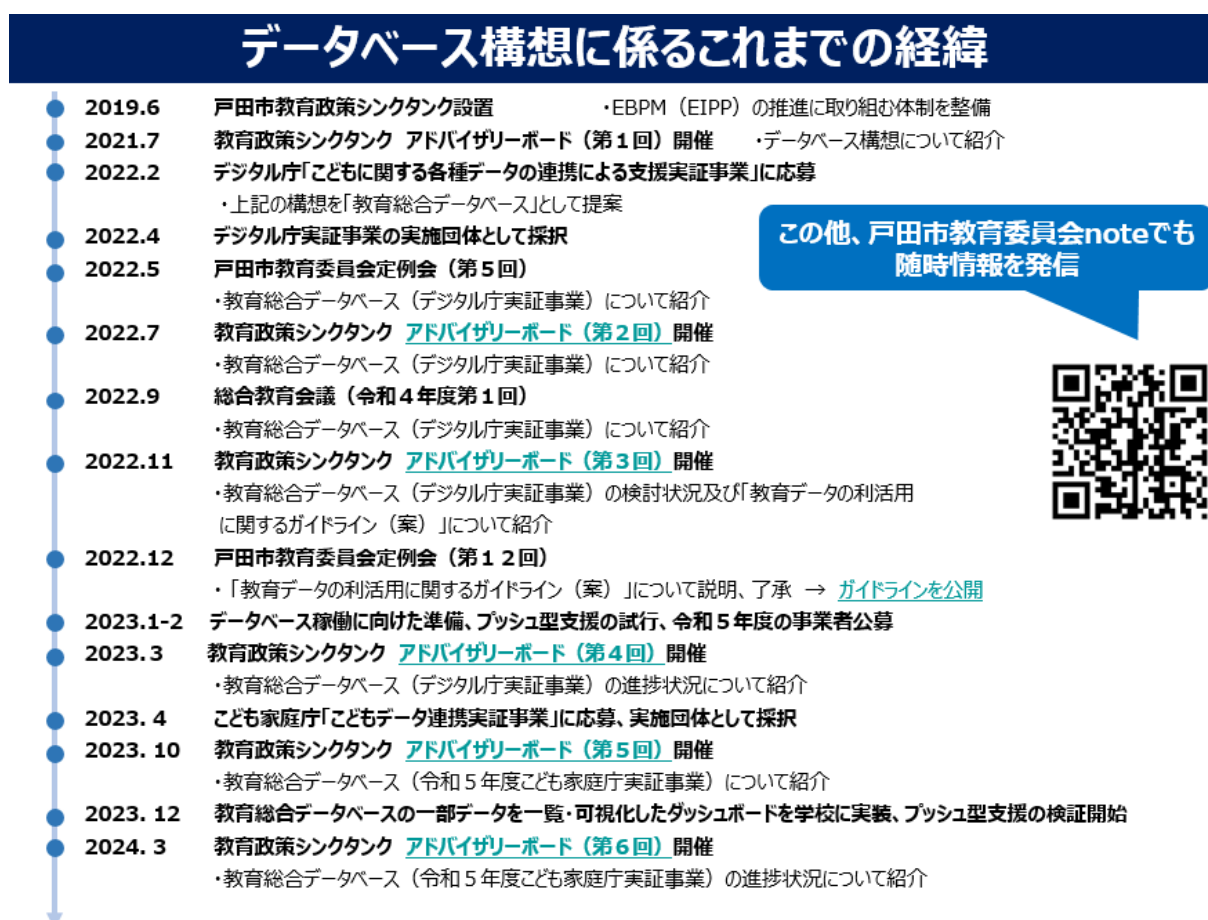 データベース構想に係るこれまでの経緯
2019.6 戸田市教育政策シンクタンク設置 ・EBPM（EIPP）の推進に取り組む体制を整備
2021.7 教育政策シンクタンク アドバイザリーボード（第１回）開催 ・データベース構想について紹介
2022.2 デジタル庁「こどもに関する各種データの連携による支援実証事業」に応募
・上記の構想を「教育総合データベース」として提案
2022.4 デジタル庁実証事業の実施団体として採択
2022.5 戸田市教育委員会定例会（第５回）
・教育総合データベース（デジタル庁実証事業）について紹介
2022.7 教育政策シンクタンク アドバイザリーボード（第２回）開催
・教育総合データベース（デジタル庁実証事業）について紹介
2022.9 総合教育会議（令和４年度第１回）
・教育総合データベース（デジタル庁実証事業）について紹介
2022.11 教育政策シンクタンク アドバイザリーボード（第３回）開催
・教育総合データベース（デジタル庁実証事業）の検討状況及び「教育データの利活用
に関するガイドライン（案）」について紹介
2022.12 戸田市教育委員会定例会（第１２回）
・「教育データの利活用に関するガイドライン（案）」について説明、了承 → ガイドラインを公開
2023.1-2 データベース稼働に向けた準備、プッシュ型支援の試行、令和５年度の事業者公募
2023.3 教育政策シンクタンク アドバイザリーボード（第４回）開催
・教育総合データベース（デジタル庁実証事業）の進捗状況について紹介
2023. 4 こども家庭庁「こどもデータ連携実証事業」に応募、実施団体として採択
2023. 10 教育政策シンクタンク アドバイザリーボード（第５回）開催
・教育総合データベース（令和５年度こども家庭庁実証事業）について紹介
2023. 12 教育総合データベースの一部データを一覧・可視化したダッシュボードを学校に実装、プッシュ型支援の検証開始
2024. 3 教育政策シンクタンク アドバイザリーボード（第６回）開催
・教育総合データベース（令和５年度こども家庭庁実証事業）の進捗状況について紹介
この他、戸田市教育委員会noteでも
随時情報を発信